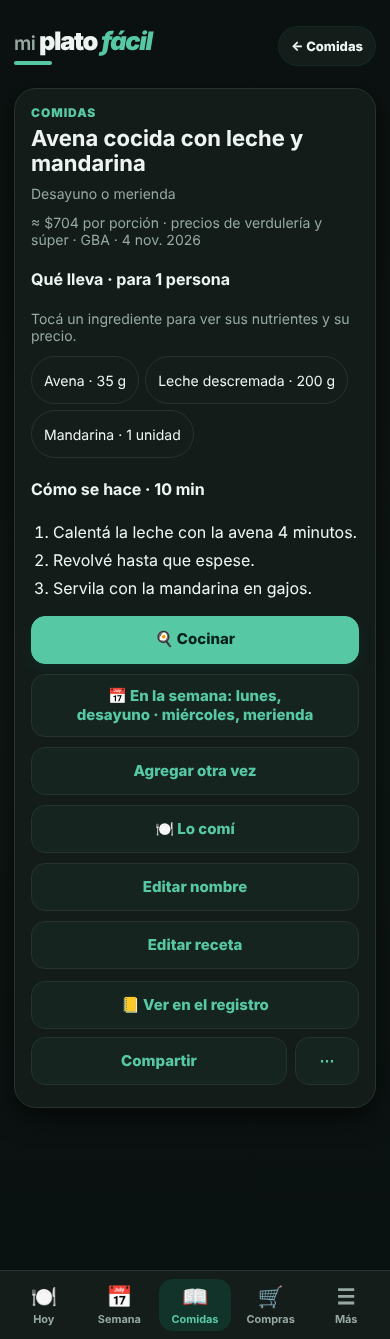 mi plato fácil
← Comidas
COMIDAS
Avena cocida con leche y
mandarina
Desayuno o merienda
≈ $704 por porción · precios de verdulería y
súper · GBA · 4 nov. 2026
Qué lleva · para 1 persona
Tocá un ingrediente para ver sus nutrientes y su
precio.
Avena · 35 g
Leche descremada · 200 g
Mandarina · 1 unidad
Cómo se hace · 10 min
1. Calentá la leche con la avena 4 minutos.
2. Revolvé hasta que espese.
3. Servila con la mandarina en gajos.
🍳 Cocinar
📅 En la semana: lunes,
desayuno · miércoles, merienda
Agregar otra vez
🍽️ Lo comí
Editar nombre
Editar receta
📒 Ver en el registro
Compartir
⋯
Hoy
Semana
Comidas
Compras
Más